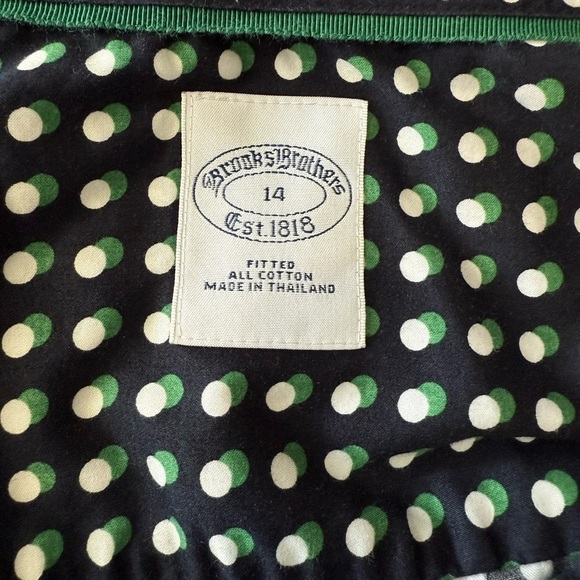 Brooks Brothers
14
Est. 1818
FITTED
ALL COTTON
MADE IN THAILAND